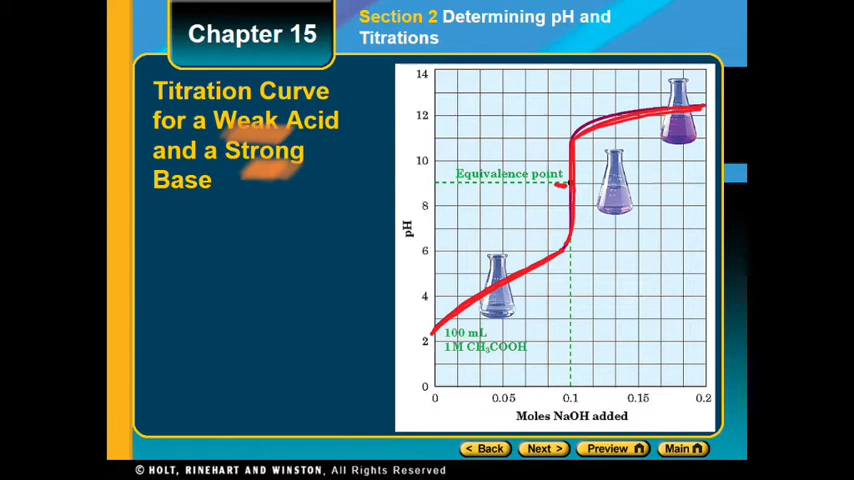 Chapter 15
Section 2 Determining pH and
Titrations
Titration Curve
for a Weak Acid
and a Strong
Base
14
12
10
8
6
4
2
0
pH
Equivalence point
100 mL
1M CH₃COOH
0 0.05 0.1 0.15 0.2
Moles NaOH added
< Back Next > Preview Main
© HOLT, RINEHART AND WINSTON, All Rights Reserved